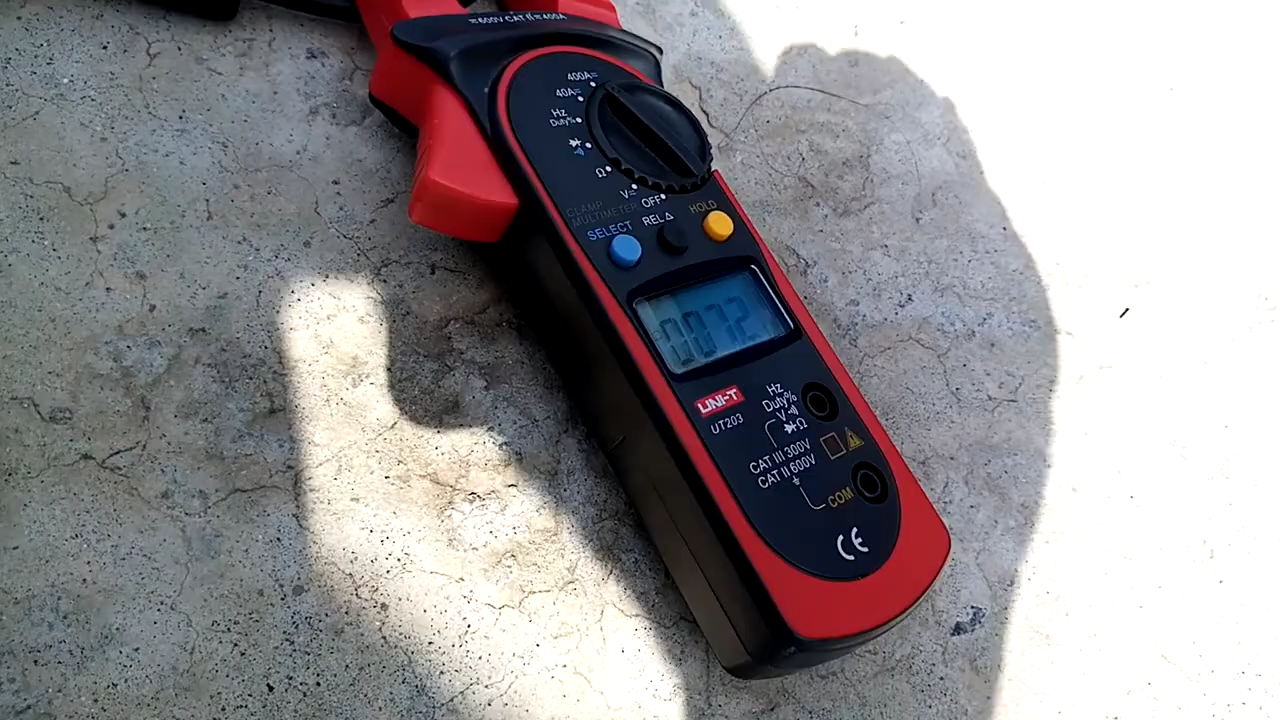 ≂600V CAT II ≂400A
400A≂
40A≂
Hz
Duty%
Ω
V≂
OFF
CLAMP
MULTIMETER
SELECT
REL △
HOLD
UNI-T
UT203
Hz
Duty%
V
Ω
CAT III 300V
CAT II 600V
COM
CE